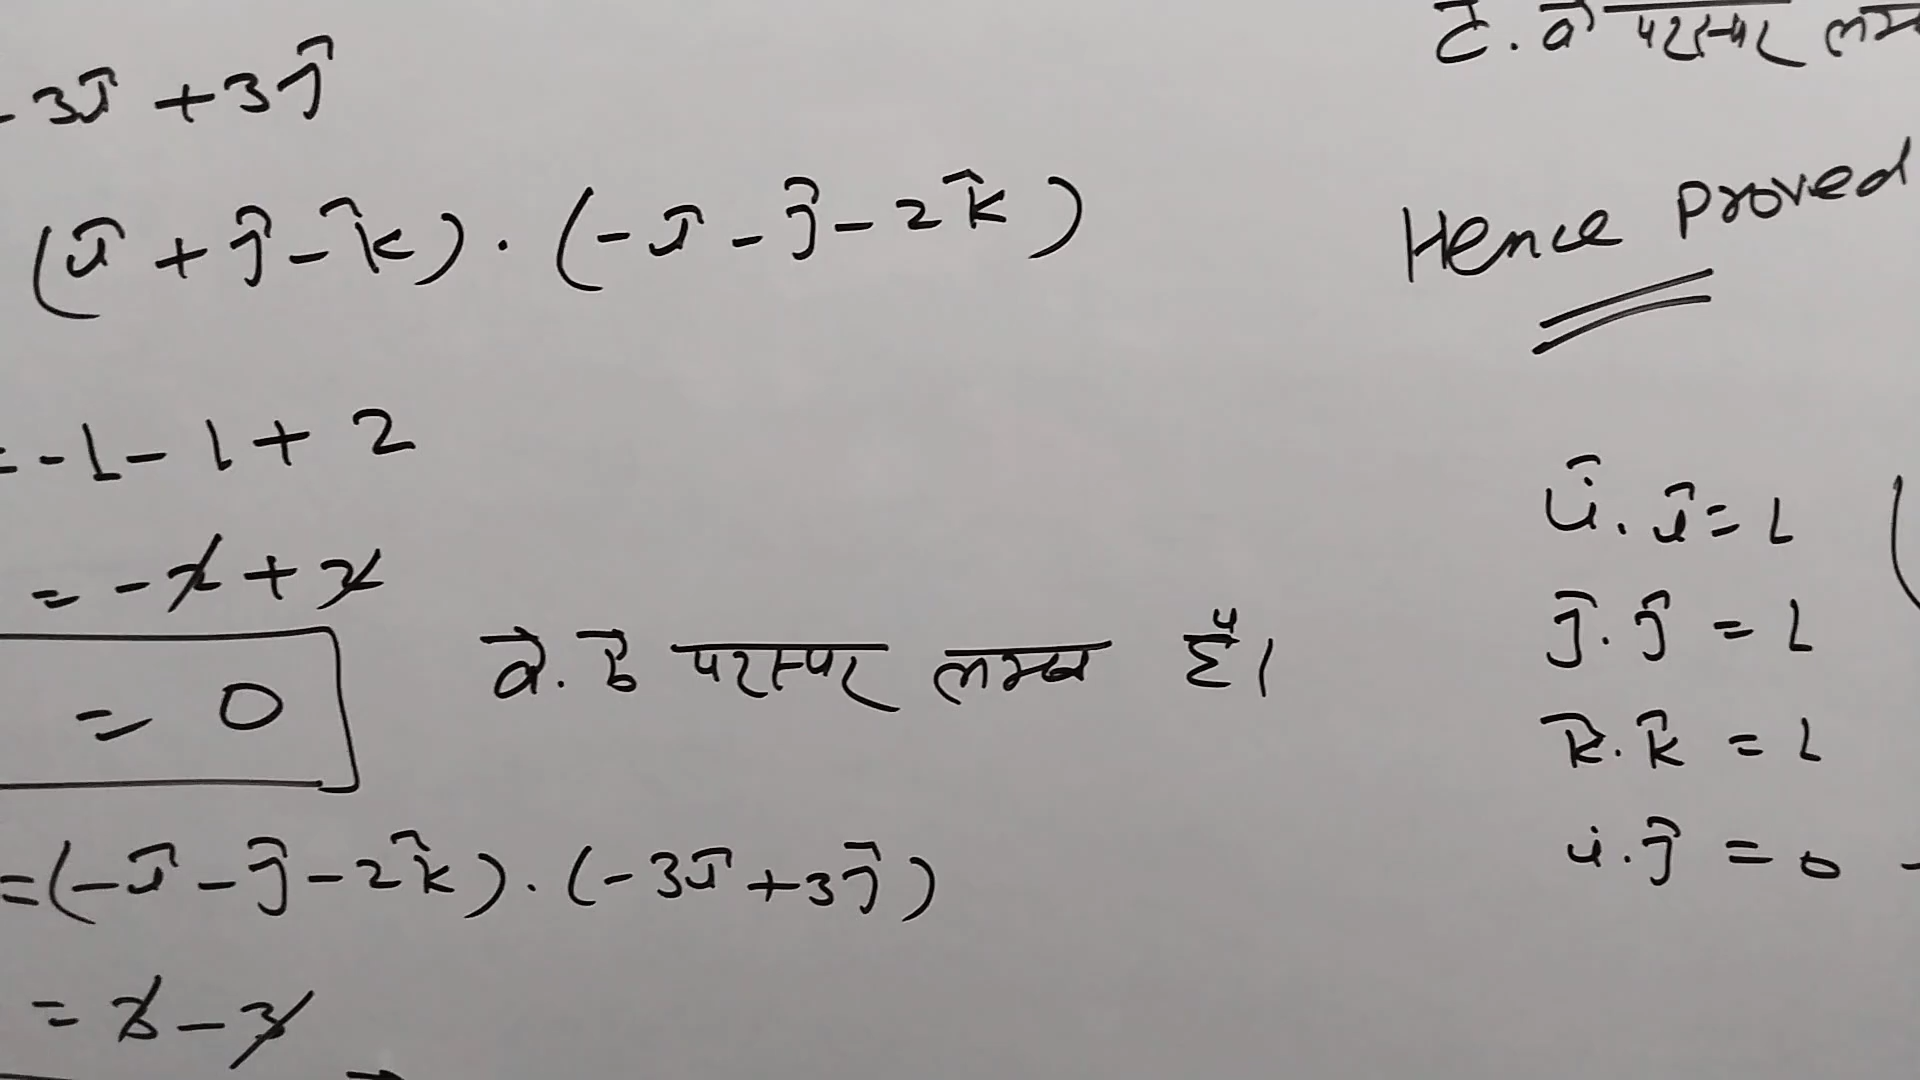 - 3î + 3ĵ
(î + ĵ - k̂) . (-î - ĵ - 2k̂)
= -1 - 1 + 2
= -2 + 2
= 0
a⃗ . b⃗ परस्पर लम्ब हैं।
= (-î - ĵ - 2k̂) . (-3î + 3ĵ)
= 3 - 3
c⃗ . a⃗ परस्पर
Hence Proved
î . î = 1
ĵ . ĵ = 1
k̂ . k̂ = 1
i . ĵ = 0